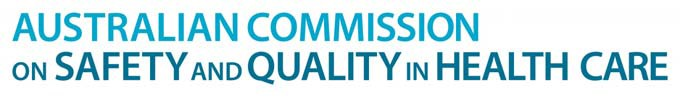 AUSTRALIAN COMMISSION
ON SAFETY AND QUALITY IN HEALTH CARE